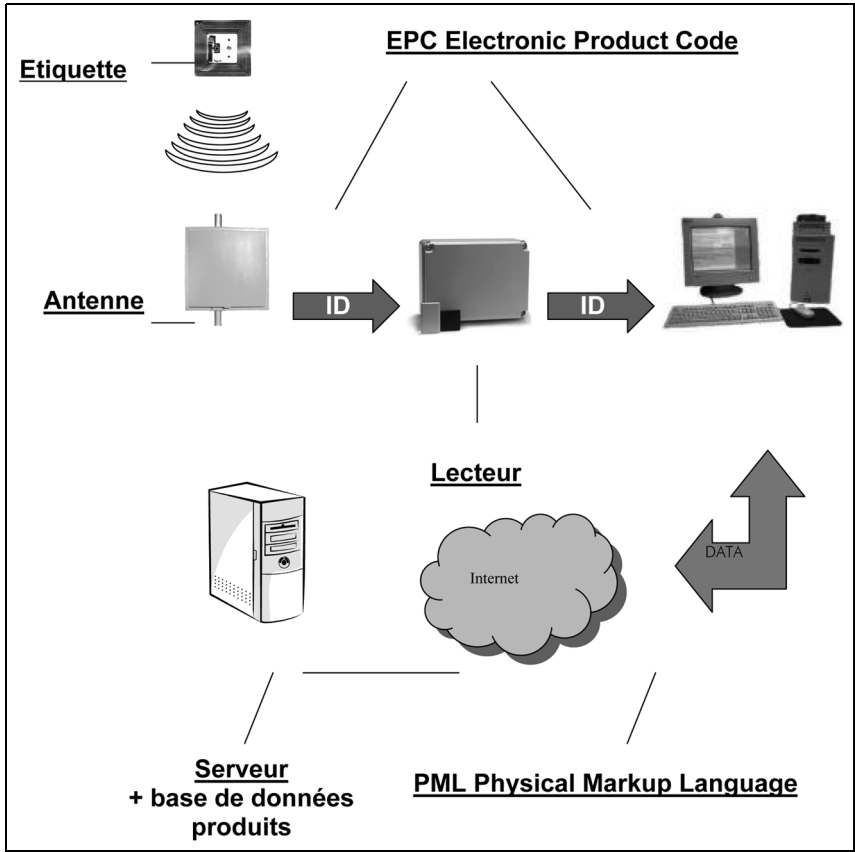 EPC Electronic Product Code
Etiquette
Antenne
ID
ID
Lecteur
Internet
DATA
Serveur
+ base de données
produits
PML Physical Markup Language